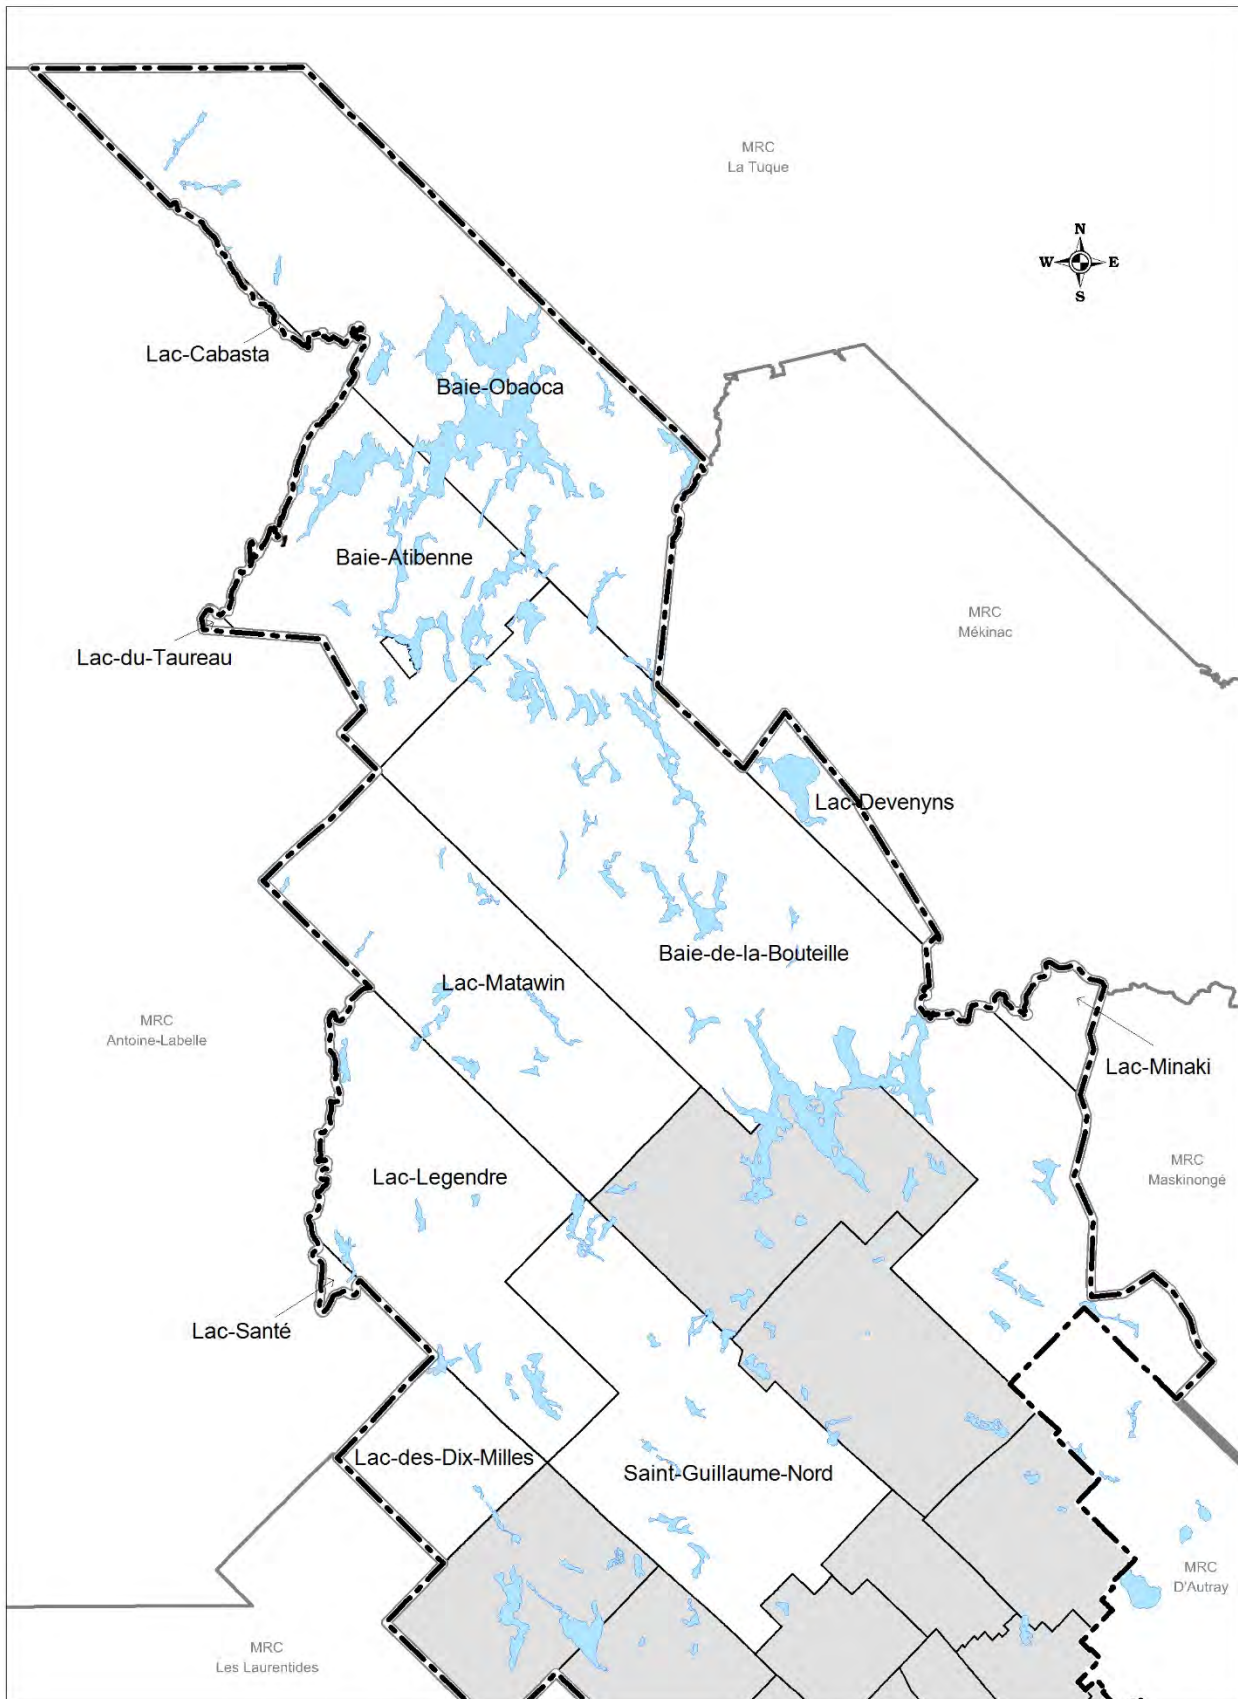 MRC
La Tuque
N
W
E
S
Lac-Cabasta
Baie-Obaoca
Baie-Atibenne
MRC
Mékinac
Lac-du-Taureau
Lac-Devenyns
Baie-de-la-Bouteille
Lac-Matawin
MRC
Antoine-Labelle
Lac-Minaki
Lac-Legendre
MRC
Maskinongé
Lac-Santé
Lac-des-Dix-Milles
Saint-Guillaume-Nord
MRC
D'Autray
MRC
Les Laurentides